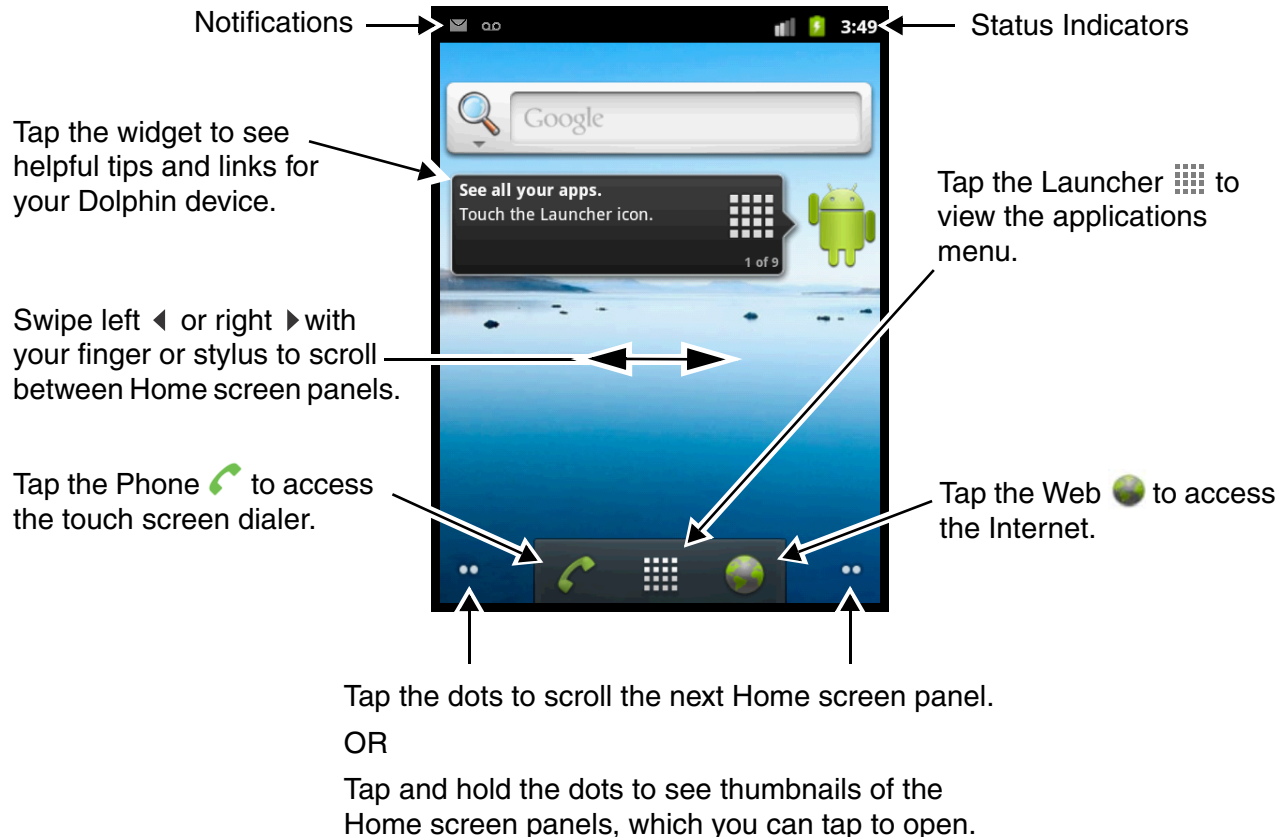 Notifications
3:49
Status Indicators
Google
Tap the widget to see
helpful tips and links for
your Dolphin device.
See all your apps.
Touch the Launcher icon.
1 of 9
Tap the Launcher to
view the applications
menu.
Swipe left or right with
your finger or stylus to scroll
between Home screen panels.
Tap the Phone to access
the touch screen dialer.
Tap the Web to access
the Internet.
Tap the dots to scroll the next Home screen panel.
OR
Tap and hold the dots to see thumbnails of the
Home screen panels, which you can tap to open.